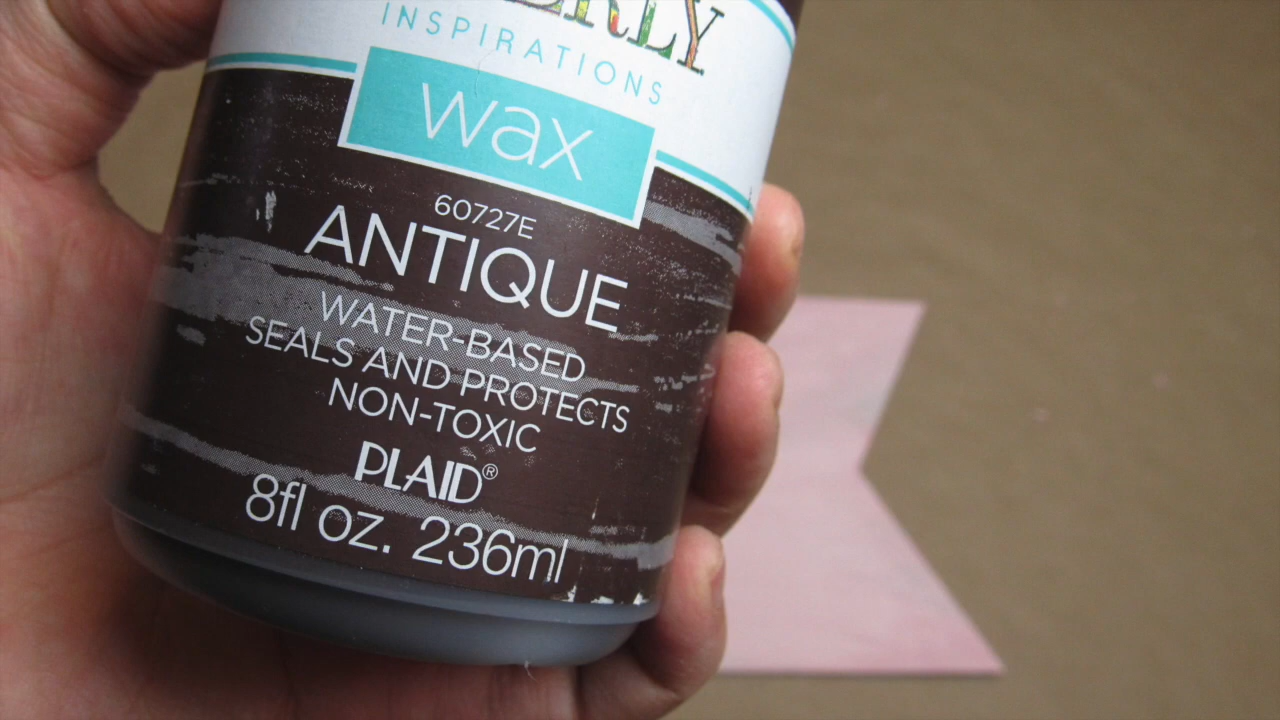 INSPIRATIONS
wax
60727E
ANTIQUE
WATER-BASED
SEALS AND PROTECTS
NON-TOXIC
PLAID®
8fl oz. 236ml